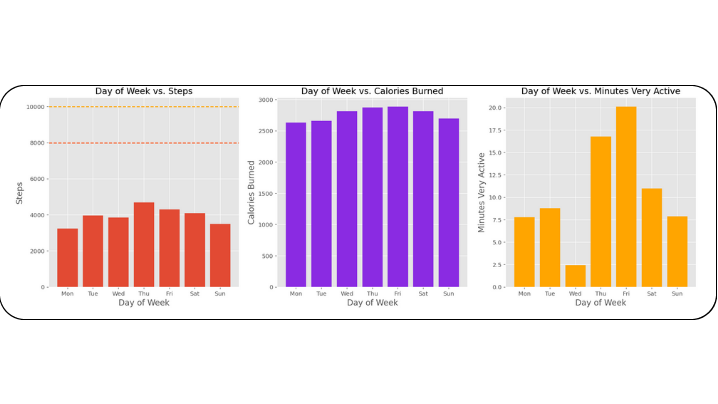 Day of Week vs. Steps
10000
8000
6000
4000
2000
0
Steps
Mon Tue Wed Thu Fri Sat Sun
Day of Week
Day of Week vs. Calories Burned
3000
2500
2000
1500
1000
500
0
Calories Burned
Mon Tue Wed Thu Fri Sat Sun
Day of Week
Day of Week vs. Minutes Very Active
20.0
17.5
15.0
12.5
10.0
7.5
5.0
2.5
0.0
Minutes Very Active
Mon Tue Wed Thu Fri Sat Sun
Day of Week